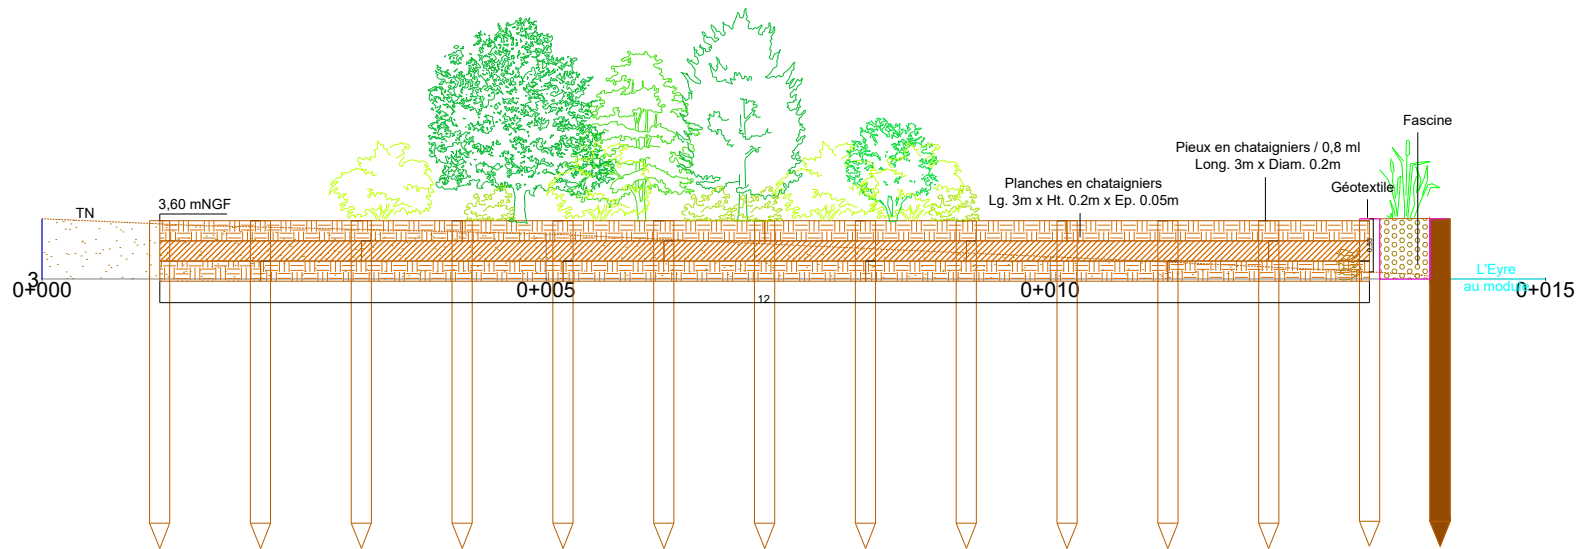 Fascine
Pieux en chataigniers / 0,8 ml
Long. 3m x Diam. 0.2m
Planches en chataigniers
Lg. 3m x Ht. 0.2m x Ep. 0.05m
Géotextile
3,60 mNGF
TN
3
L'Eyre
au module
0+000
0+005
0+010
0+015
12